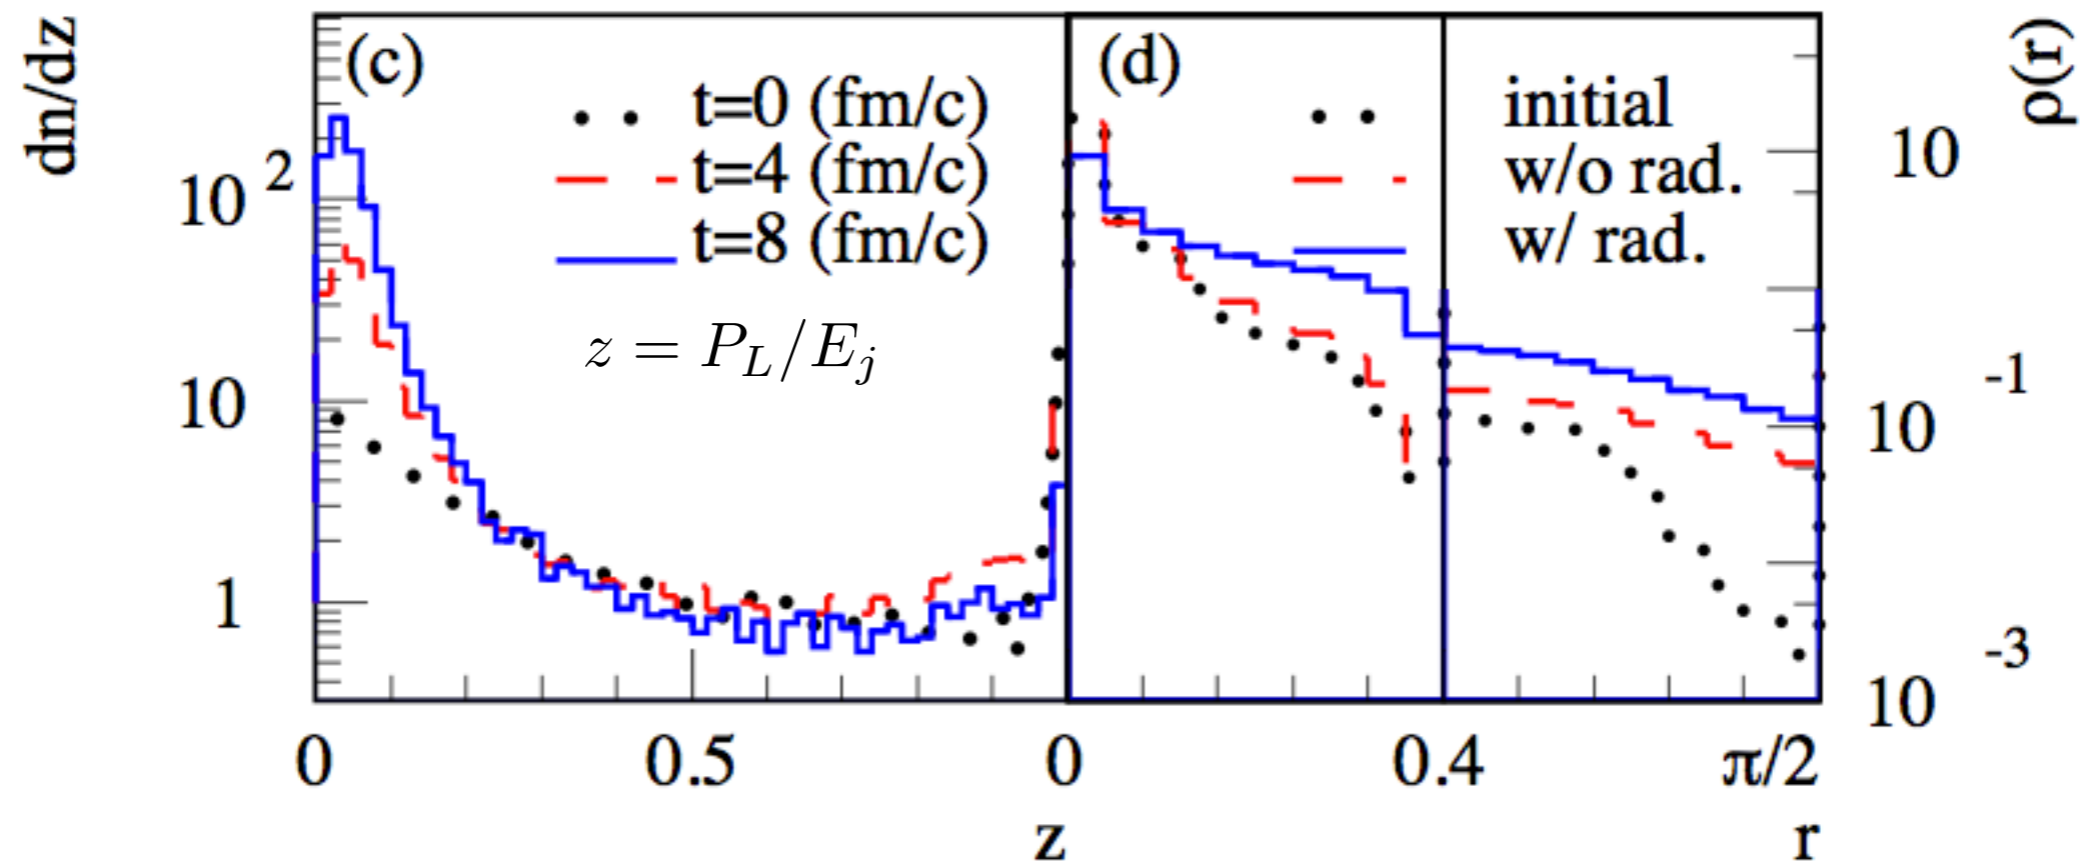 dn/dz
10 2
10
1
(c)
t=0 (fm/c)
t=4 (fm/c)
t=8 (fm/c)
z = P_L/E_j
(d)
initial
w/o rad.
w/ rad.
ρ(r)
10
10 -1
10 -3
0 0.5 0 0.4 π/2
z r